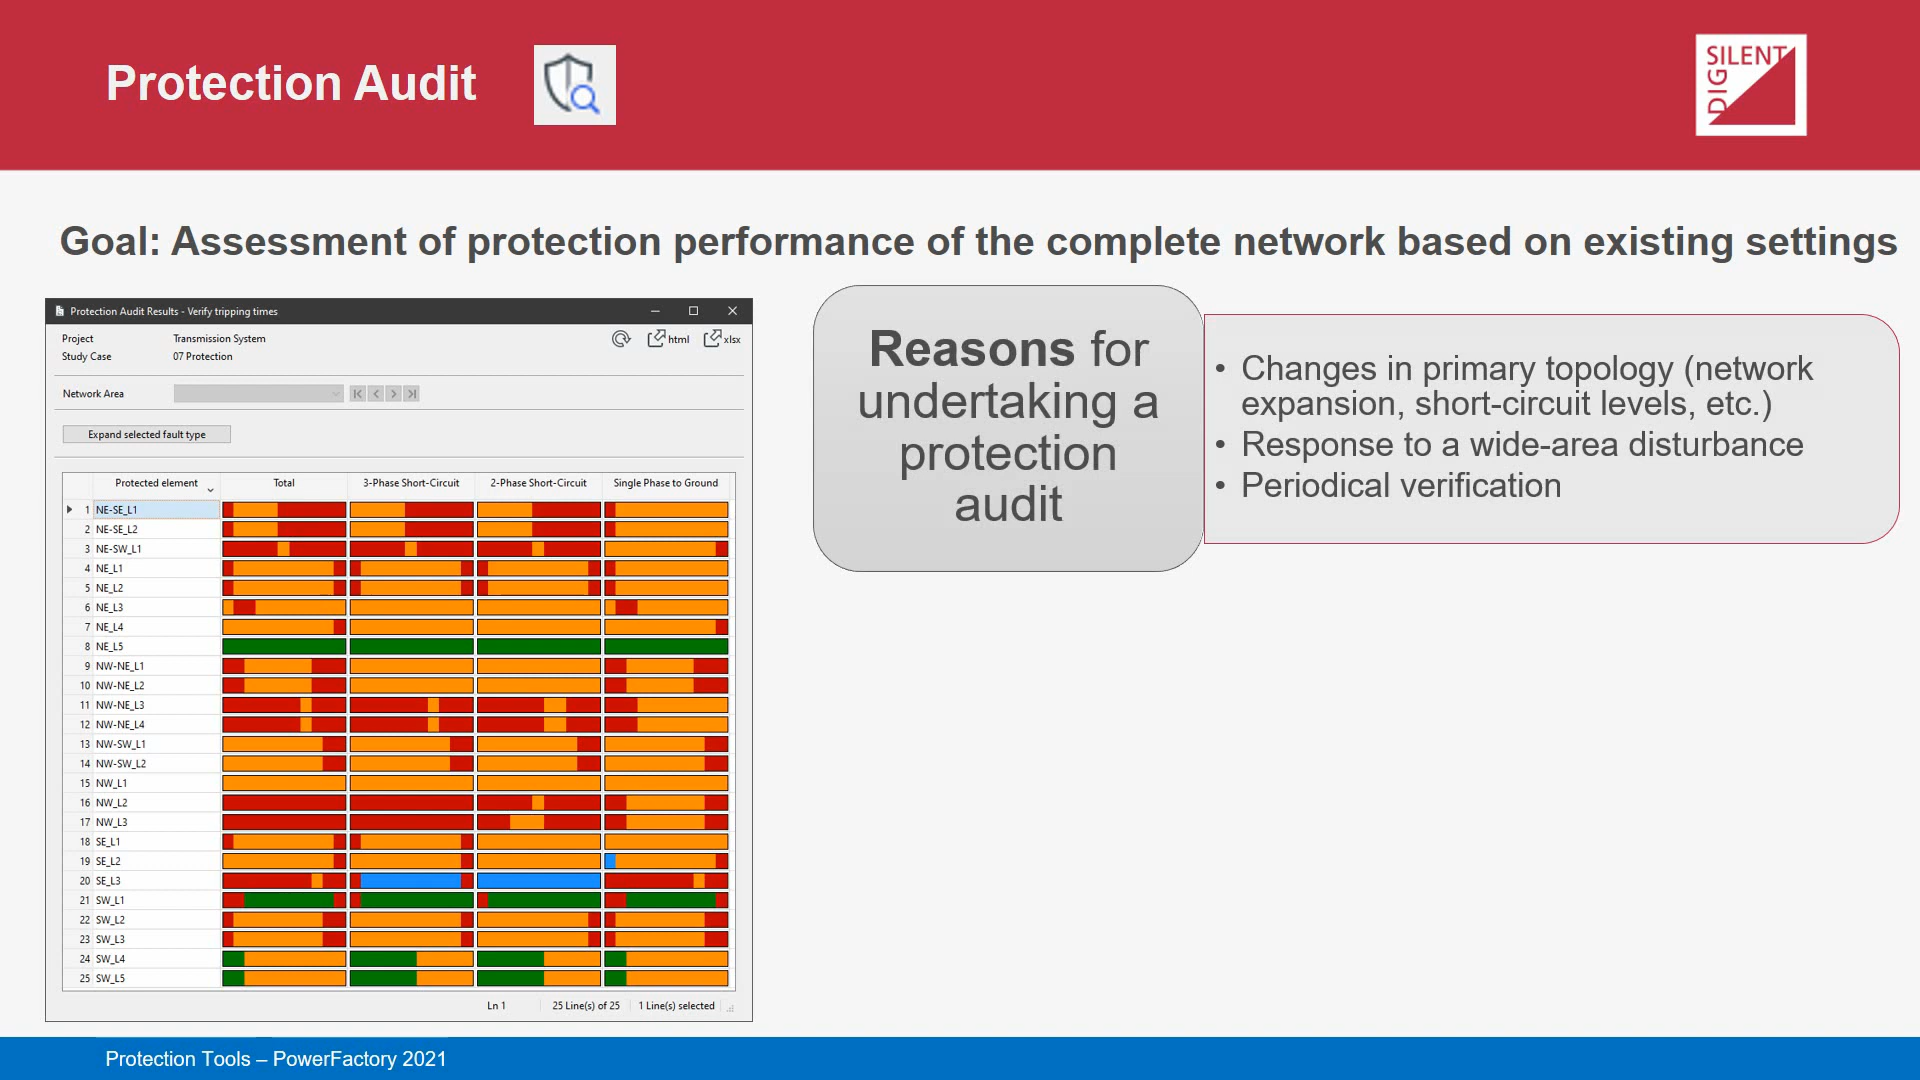 Protection Audit
SILENT
DIG
Goal: Assessment of protection performance of the complete network based on existing settings
Protection Audit Results - Verify tripping times
Project Transmission System
html xlsx
Study Case 07 Protection
Network Area
Expand selected fault type
Protected element Total 3-Phase Short-Circuit 2-Phase Short-Circuit Single Phase to Ground
1 NE-SE_L1
2 NE-SE_L2
3 NE-SW_L1
4 NE_L1
5 NE_L2
6 NE_L3
7 NE_L4
8 NE_L5
9 NW-NE_L1
10 NW-NE_L2
11 NW-NE_L3
12 NW-NE_L4
13 NW-SW_L1
14 NW-SW_L2
15 NW_L1
16 NW_L2
17 NW_L3
18 SE_L1
19 SE_L2
20 SE_L3
21 SW_L1
22 SW_L2
23 SW_L3
24 SW_L4
25 SW_L5
Ln 1 25 Line(s) of 25 1 Line(s) selected
Reasons for
undertaking a
protection
audit
• Changes in primary topology (network
expansion, short-circuit levels, etc.)
• Response to a wide-area disturbance
• Periodical verification
Protection Tools – PowerFactory 2021